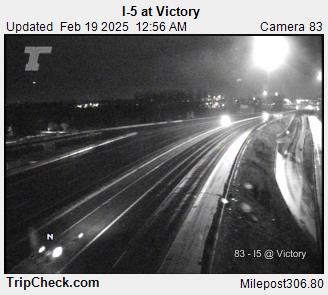 I-5 at Victory
Updated  Feb 19 2025  12:56 AM  Camera 83
T
N
83 - I5 @ Victory
TripCheck.com  Milepost306.80